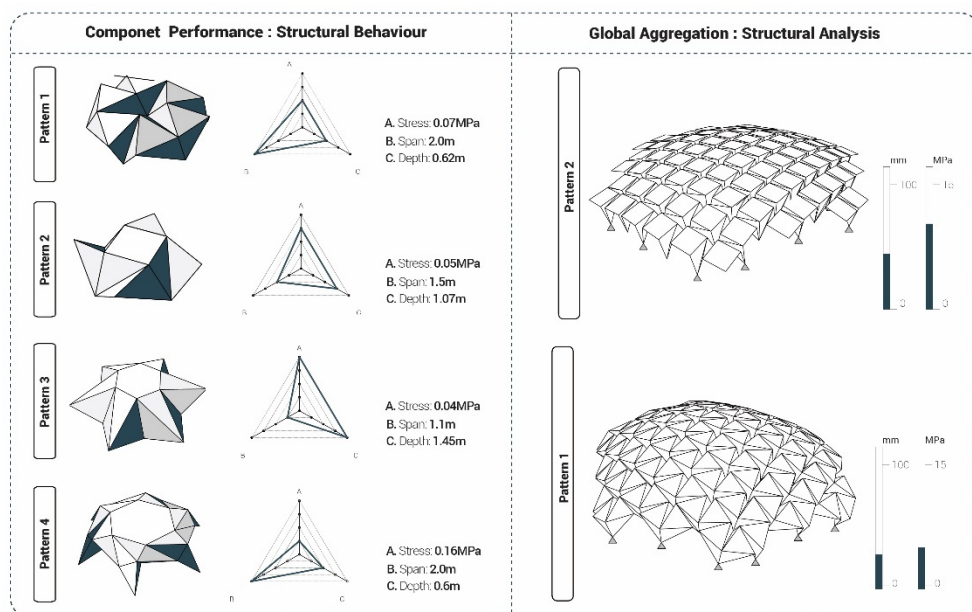 Componet Performance : Structural Behaviour
Pattern 1
A
B
C
A. Stress: 0.07MPa
B. Span: 2.0m
C. Depth: 0.62m
Pattern 2
A
B
C
A. Stress: 0.05MPa
B. Span: 1.5m
C. Depth: 1.07m
Pattern 3
A
B
C
A. Stress: 0.04MPa
B. Span: 1.1m
C. Depth: 1.45m
Pattern 4
A
B
C
A. Stress: 0.16MPa
B. Span: 2.0m
C. Depth: 0.6m
Global Aggregation : Structural Analysis
Pattern 2
mm MPa
100 15
0 0
Pattern 1
mm MPa
100 15
0 0